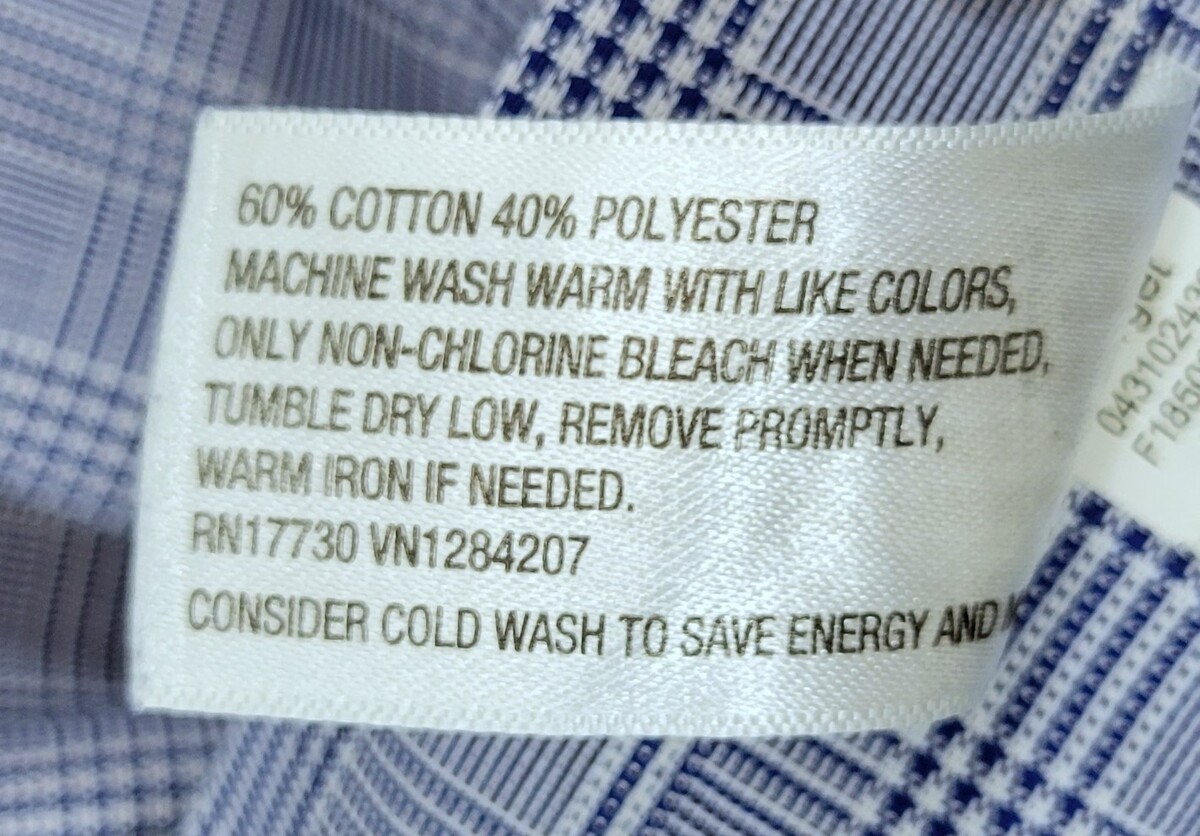 60% COTTON 40% POLYESTER
MACHINE WASH WARM WITH LIKE COLORS,
ONLY NON-CHLORINE BLEACH WHEN NEEDED,
TUMBLE DRY LOW, REMOVE PROMPTLY,
WARM IRON IF NEEDED.
RN17730 VN1284207
CONSIDER COLD WASH TO SAVE ENERGY AND